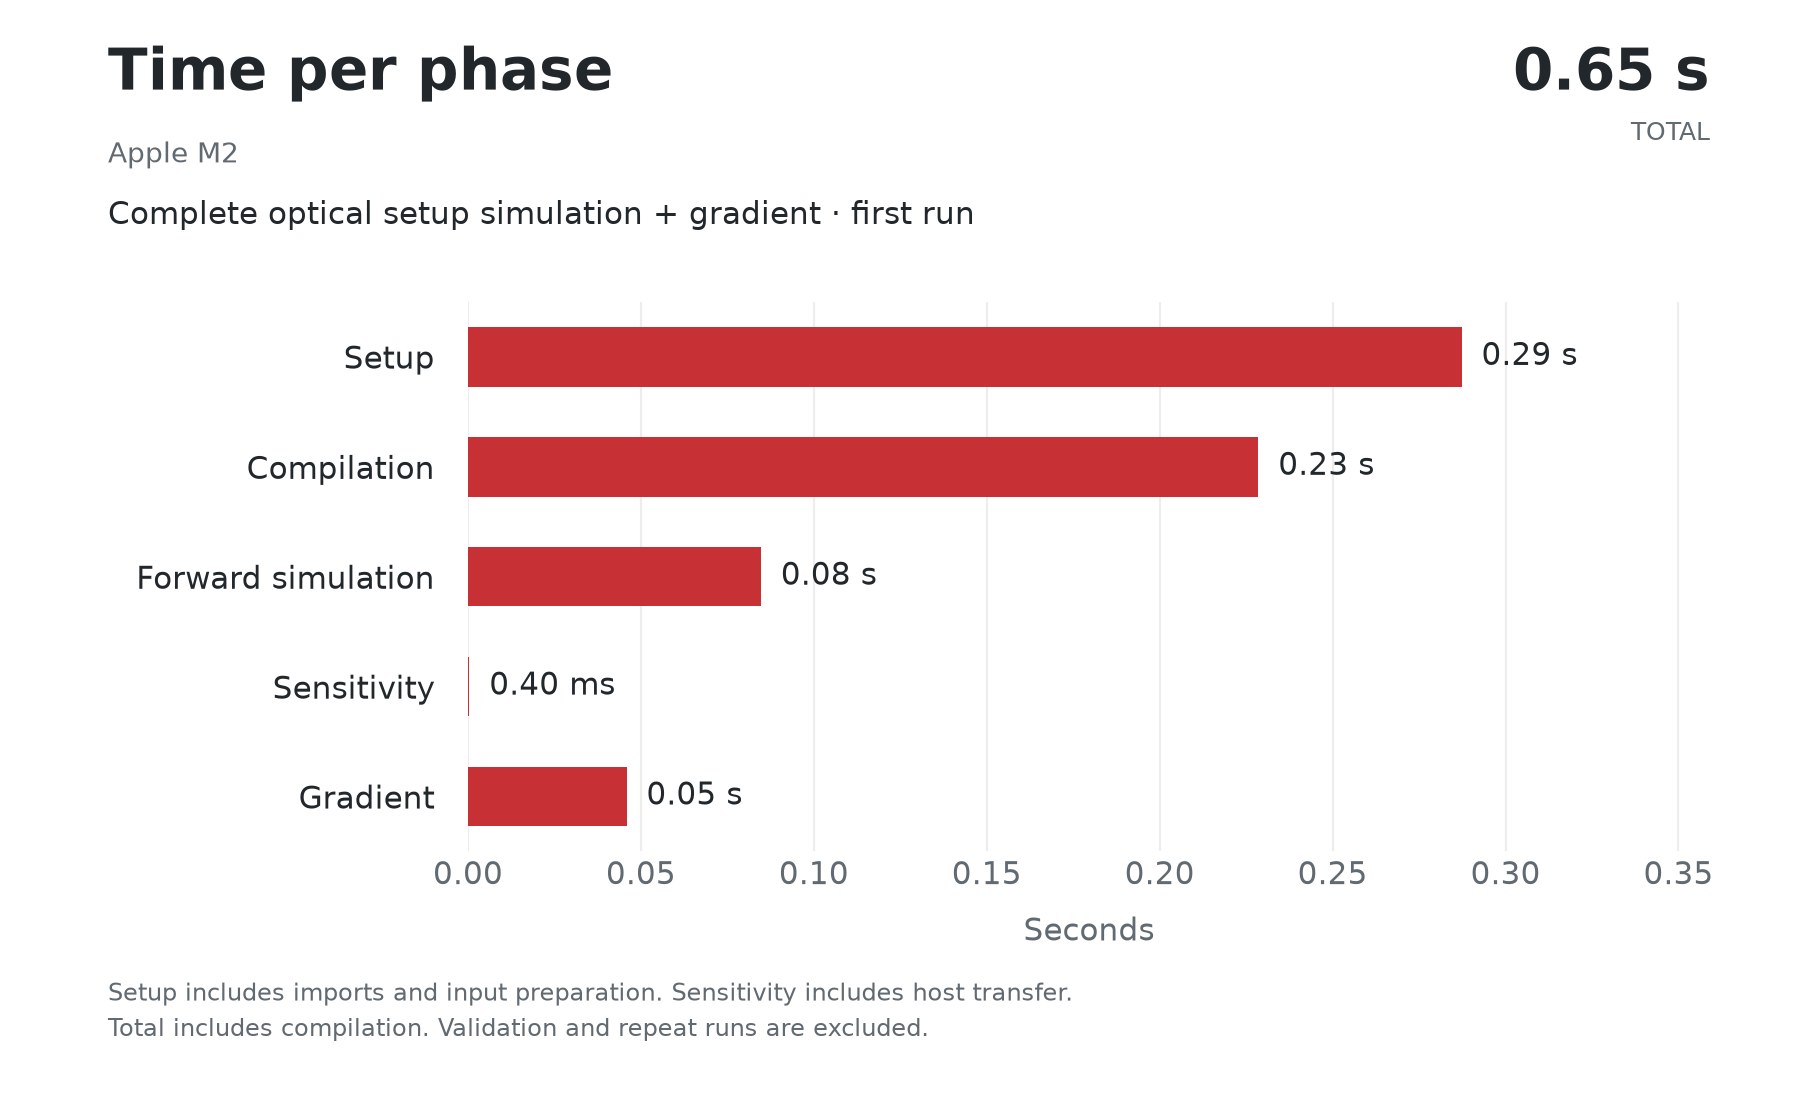 Time per phase
0.65 s
TOTAL
Apple M2
Complete optical setup simulation + gradient · first run
Setup
0.29 s
Compilation
0.23 s
Forward simulation
0.08 s
Sensitivity
0.40 ms
Gradient
0.05 s
0.00 0.05 0.10 0.15 0.20 0.25 0.30 0.35
Seconds
Setup includes imports and input preparation. Sensitivity includes host transfer.
Total includes compilation. Validation and repeat runs are excluded.